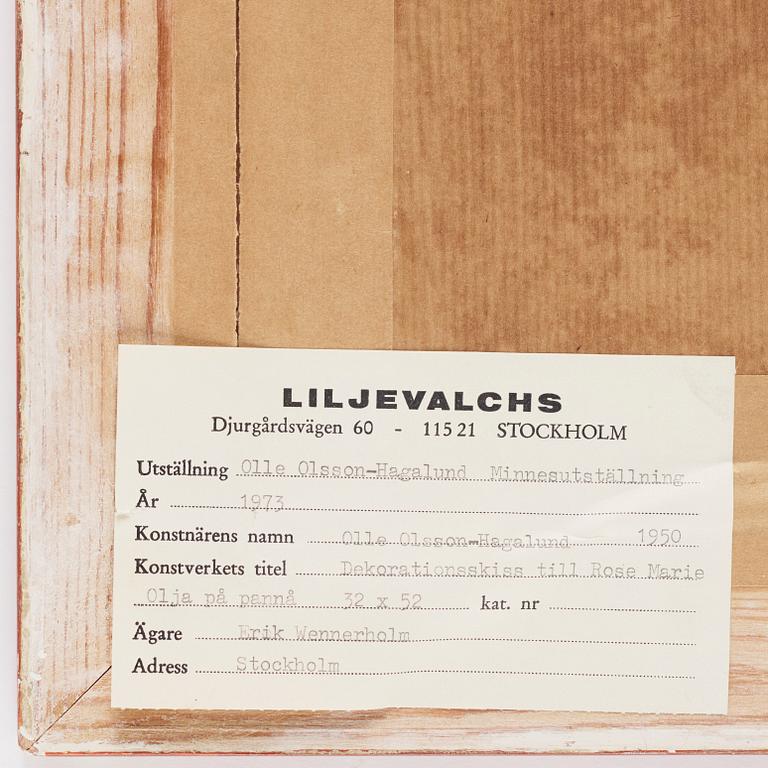 LILJEVALCHS
Djurgårdsvägen 60 - 115 21 STOCKHOLM
Utställning Olle Olsson-Hagalund Minnesutställning
År 1973
Konstnärens namn Olle Olsson-Hagalund 1950
Konstverkets titel Dekorationsskiss till Rose Marie
Olja på pannå 32 x 52 kat. nr
Ägare Erik Wennerholm
Adress Stockholm